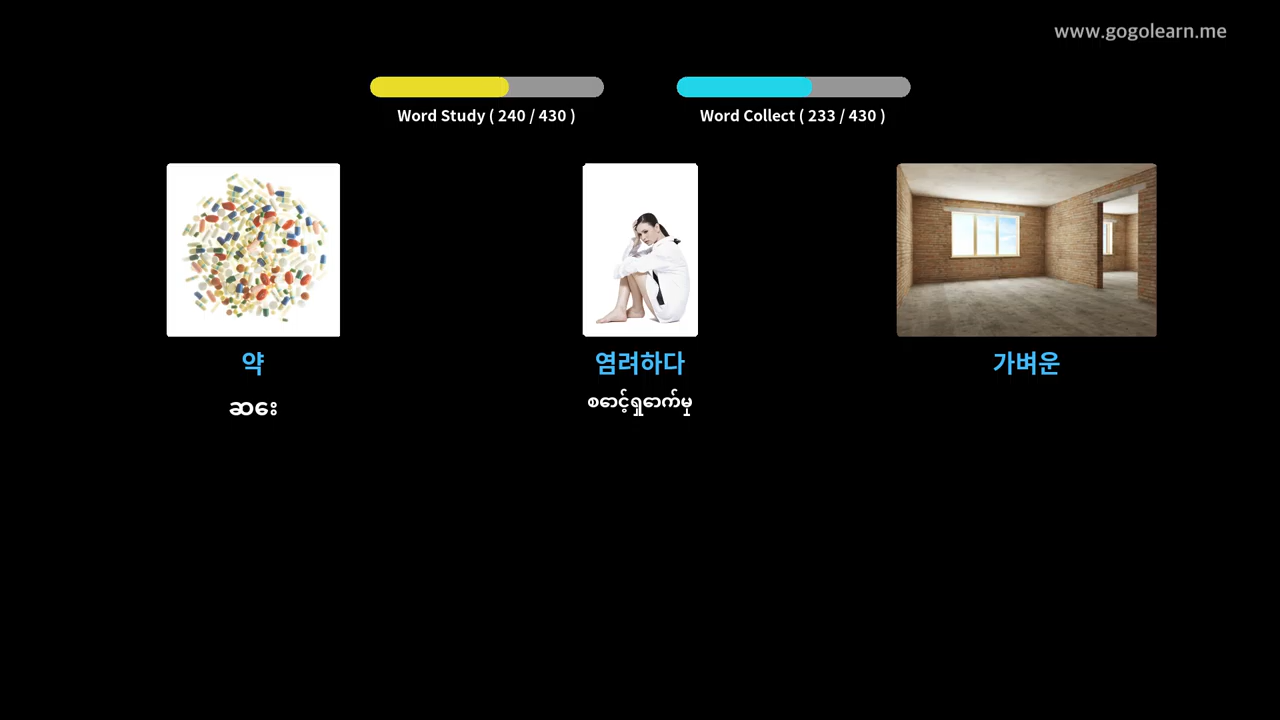 www.gogolearn.me
Word Study ( 240 / 430 )
Word Collect ( 233 / 430 )
약
염려하다
가벼운
ဆေး
စောင့်ရှောက်မှု